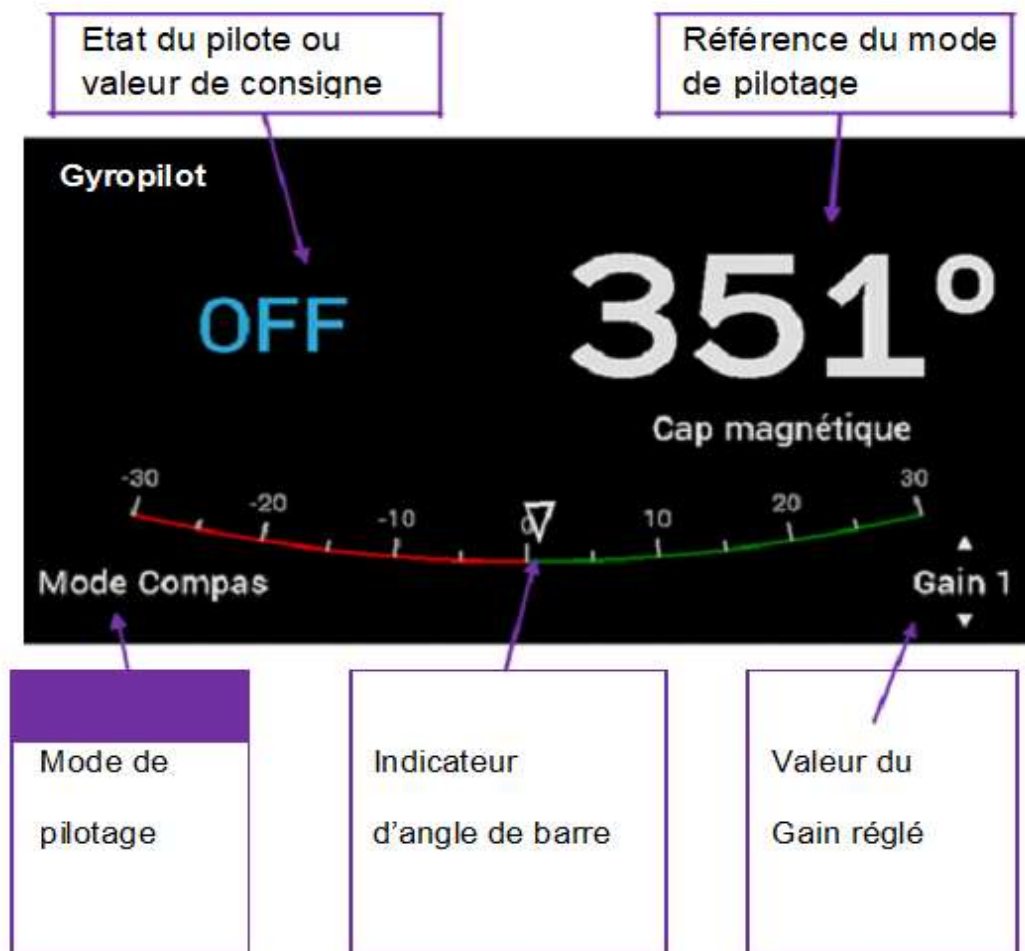 Etat du pilote ou
valeur de consigne
Référence du mode
de pilotage
Gyropilot
OFF
351°
Cap magnétique
-30
-20
-10
0
10
20
30
Mode Compas
Gain 1
Mode de
pilotage
Indicateur
d'angle de barre
Valeur du
Gain réglé